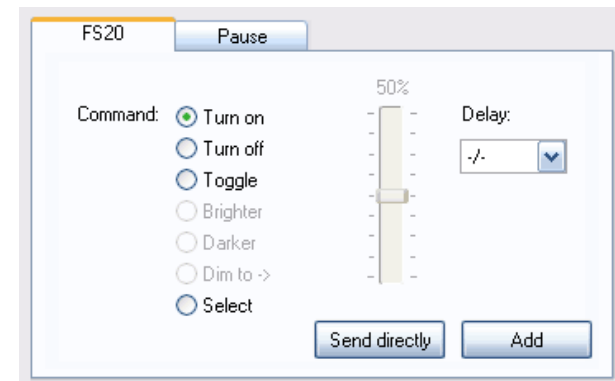 FS20 Pause
50%
Command: Turn on Delay:
Turn off -/-
Toggle
Brighter
Darker
Dim to ->
Select
Send directly Add